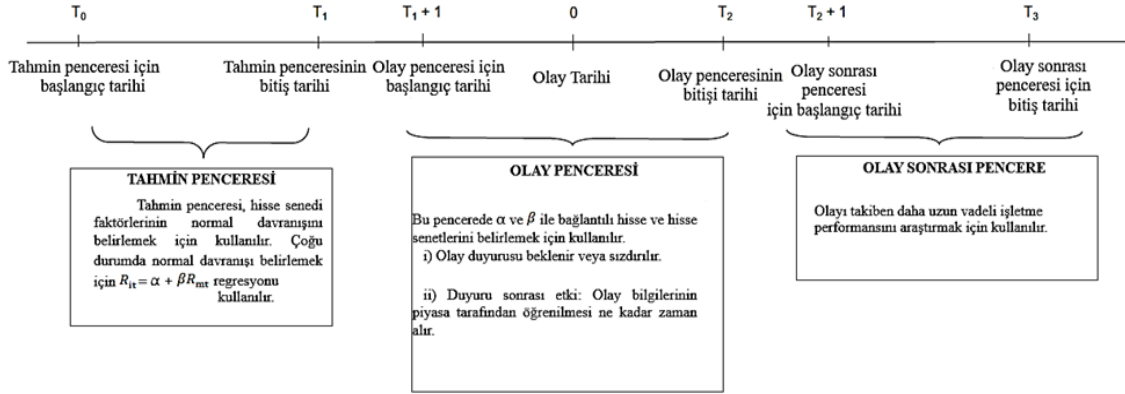 T₀ T₁ T₁ + 1 0 T₂ T₂ + 1 T₃
Tahmin penceresi için
başlangıç tarihi
Tahmin penceresinin
bitiş tarihi
Olay penceresi için
başlangıç tarihi
Olay Tarihi
Olay penceresinin
bitişi tarihi
Olay sonrası
penceresi
için başlangıç tarihi
Olay sonrası
penceresi için
bitiş tarihi
TAHMİN PENCERESİ
Tahmin penceresi, hisse senedi
faktörlerinin normal davranışını
belirlemek için kullanılır. Çoğu
durumda normal davranışı belirlemek
için Rᵢₜ = α + βRₘₜ regresyonu
kullanılır.
OLAY PENCERESİ
Bu pencerede α ve β ile bağlantılı hisse ve hisse
senetlerini belirlemek için kullanılır.
i) Olay duyurusu beklenir veya sızdırılır.
ii) Duyuru sonrası etki: Olay bilgilerinin
piyasa tarafından öğrenilmesi ne kadar zaman
alır.
OLAY SONRASI PENCERE
Olayı takiben daha uzun vadeli işletme
performansını araştırmak için kullanılır.